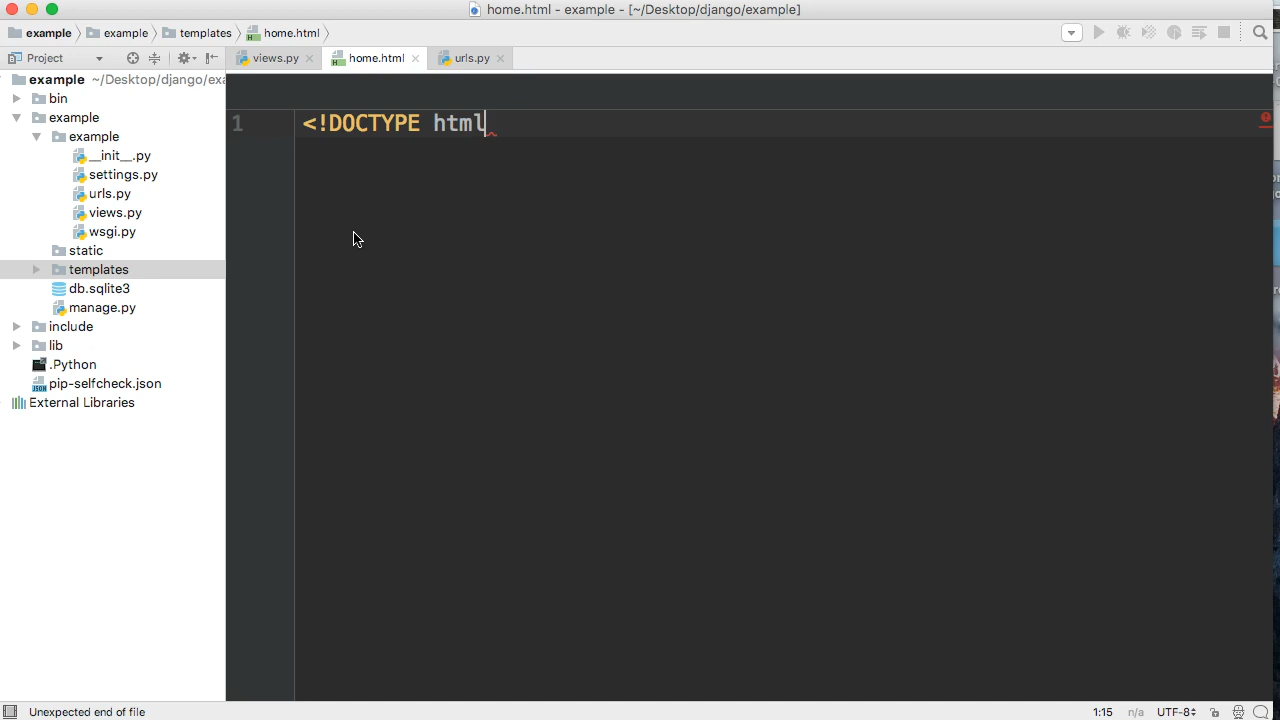 home.html - example - [~/Desktop/django/example]
example example templates home.html
Project
views.py home.html urls.py
example ~/Desktop/django/exa
bin
example
example
__init__.py
settings.py
urls.py
views.py
wsgi.py
static
templates
db.sqlite3
manage.py
include
lib
.Python
pip-selfcheck.json
External Libraries
1 <!DOCTYPE html
Unexpected end of file 1:15 n/a UTF-8